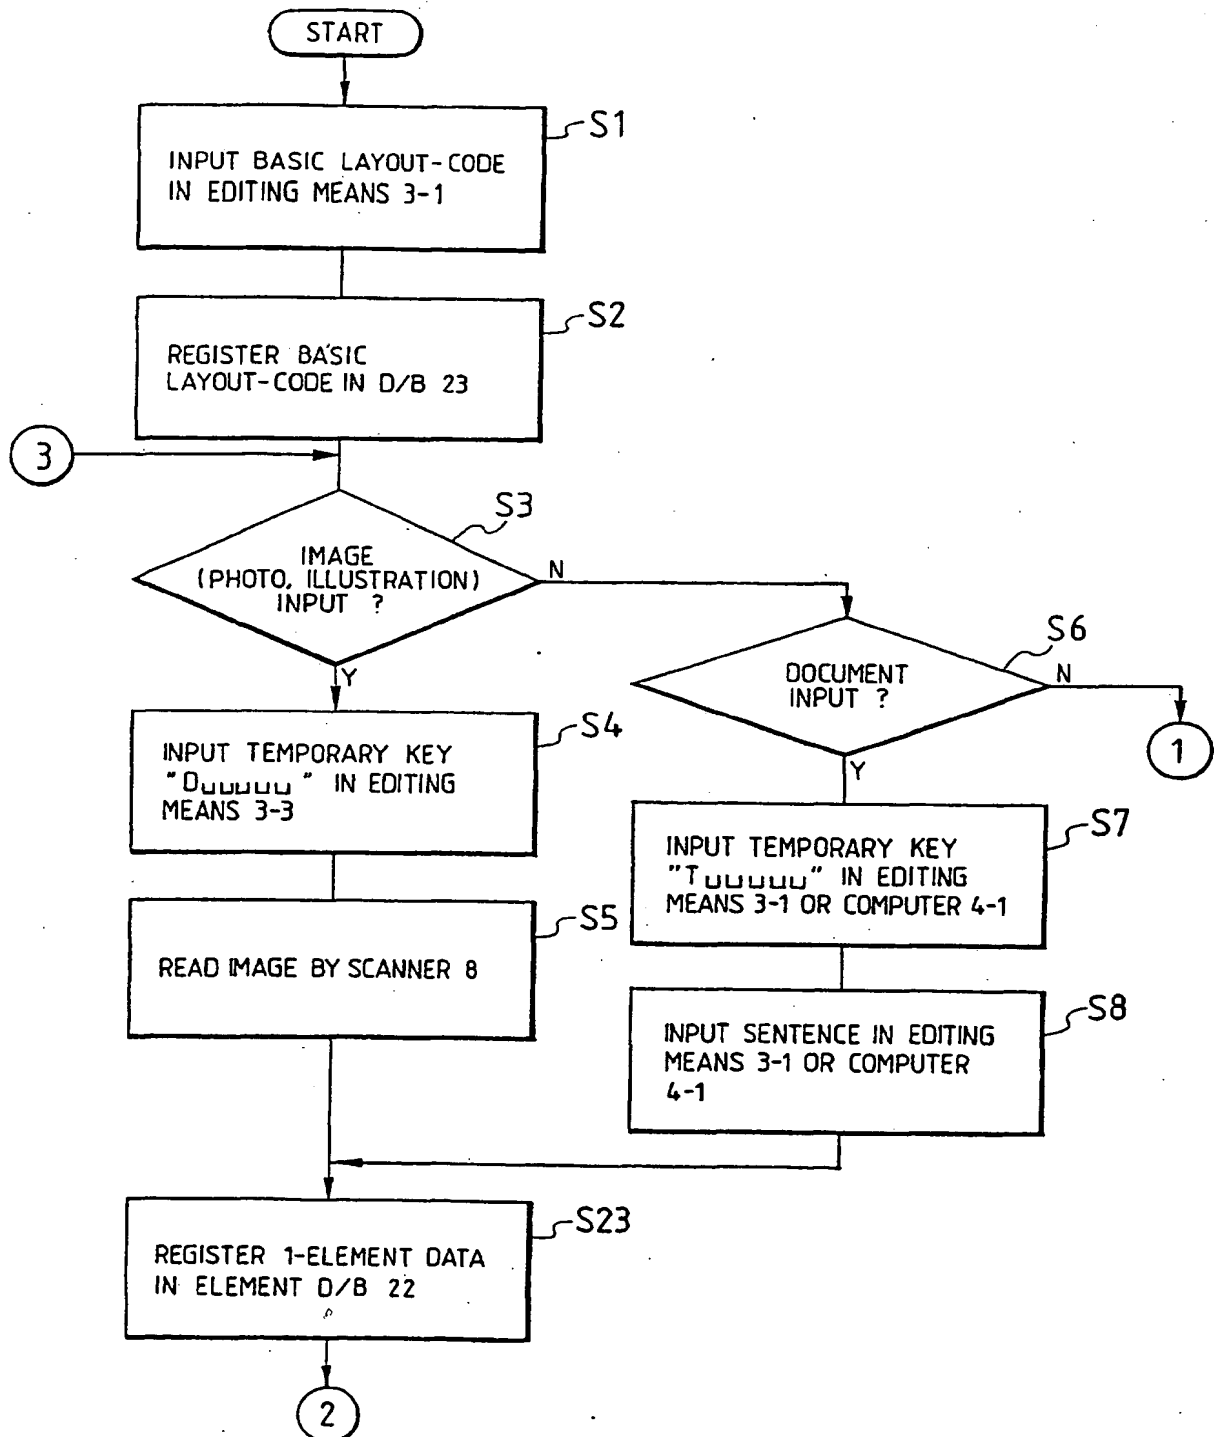 START
S1
INPUT BASIC LAYOUT-CODE
IN EDITING MEANS 3-1
S2
REGISTER BASIC
LAYOUT-CODE IN D/B 23
3
S3
IMAGE
(PHOTO, ILLUSTRATION)
INPUT ?
N
Y
S6
DOCUMENT
INPUT ?
N
Y
1
S4
INPUT TEMPORARY KEY
"D␣␣␣␣␣" IN EDITING
MEANS 3-3
S7
INPUT TEMPORARY KEY
"T␣␣␣␣␣" IN EDITING
MEANS 3-1 OR COMPUTER 4-1
S5
READ IMAGE BY SCANNER 8
S8
INPUT SENTENCE IN EDITING
MEANS 3-1 OR COMPUTER
4-1
S23
REGISTER 1-ELEMENT DATA
IN ELEMENT D/B 22
2